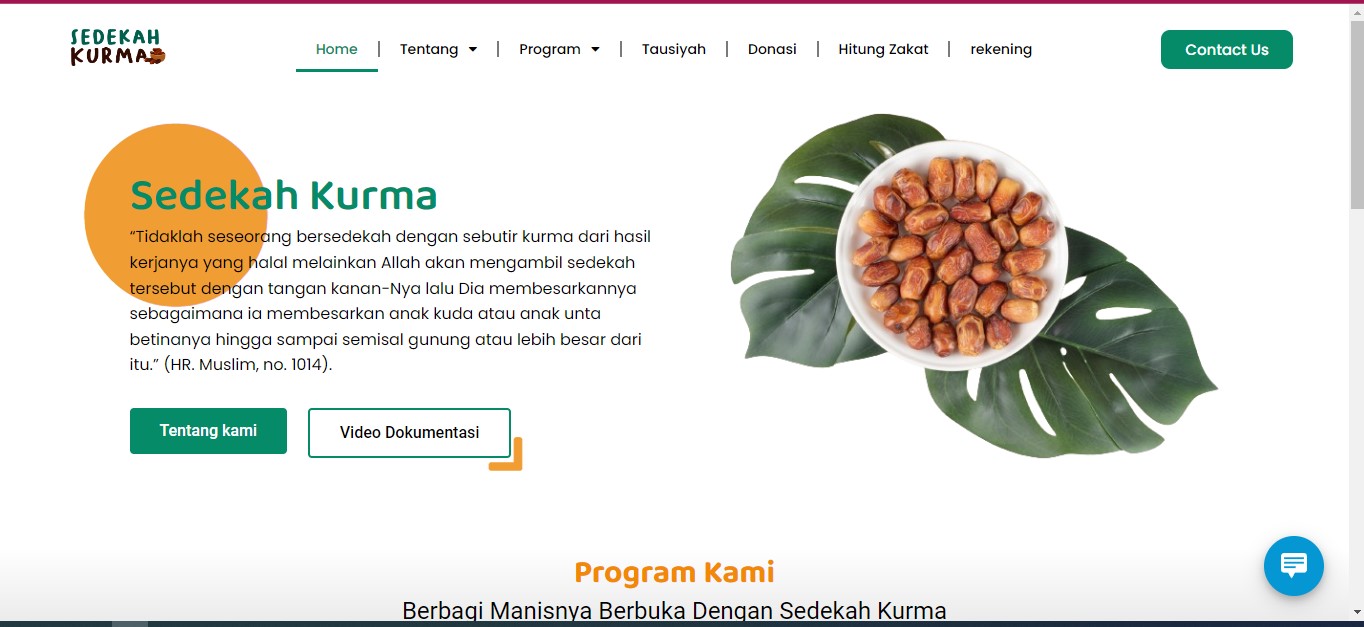 SEDEKAH
KURMA
Home
Tentang
Program
Tausiyah
Donasi
Hitung Zakat
rekening
Contact Us
Sedekah Kurma
“Tidaklah seseorang bersedekah dengan sebutir kurma dari hasil
kerjanya yang halal melainkan Allah akan mengambil sedekah
tersebut dengan tangan kanan-Nya lalu Dia membesarkannya
sebagaimana ia membesarkan anak kuda atau anak unta
betinanya hingga sampai semisal gunung atau lebih besar dari
itu.” (HR. Muslim, no. 1014).
Tentang kami
Video Dokumentasi
Program Kami
Berbagi Manisnya Berbuka Dengan Sedekah Kurma